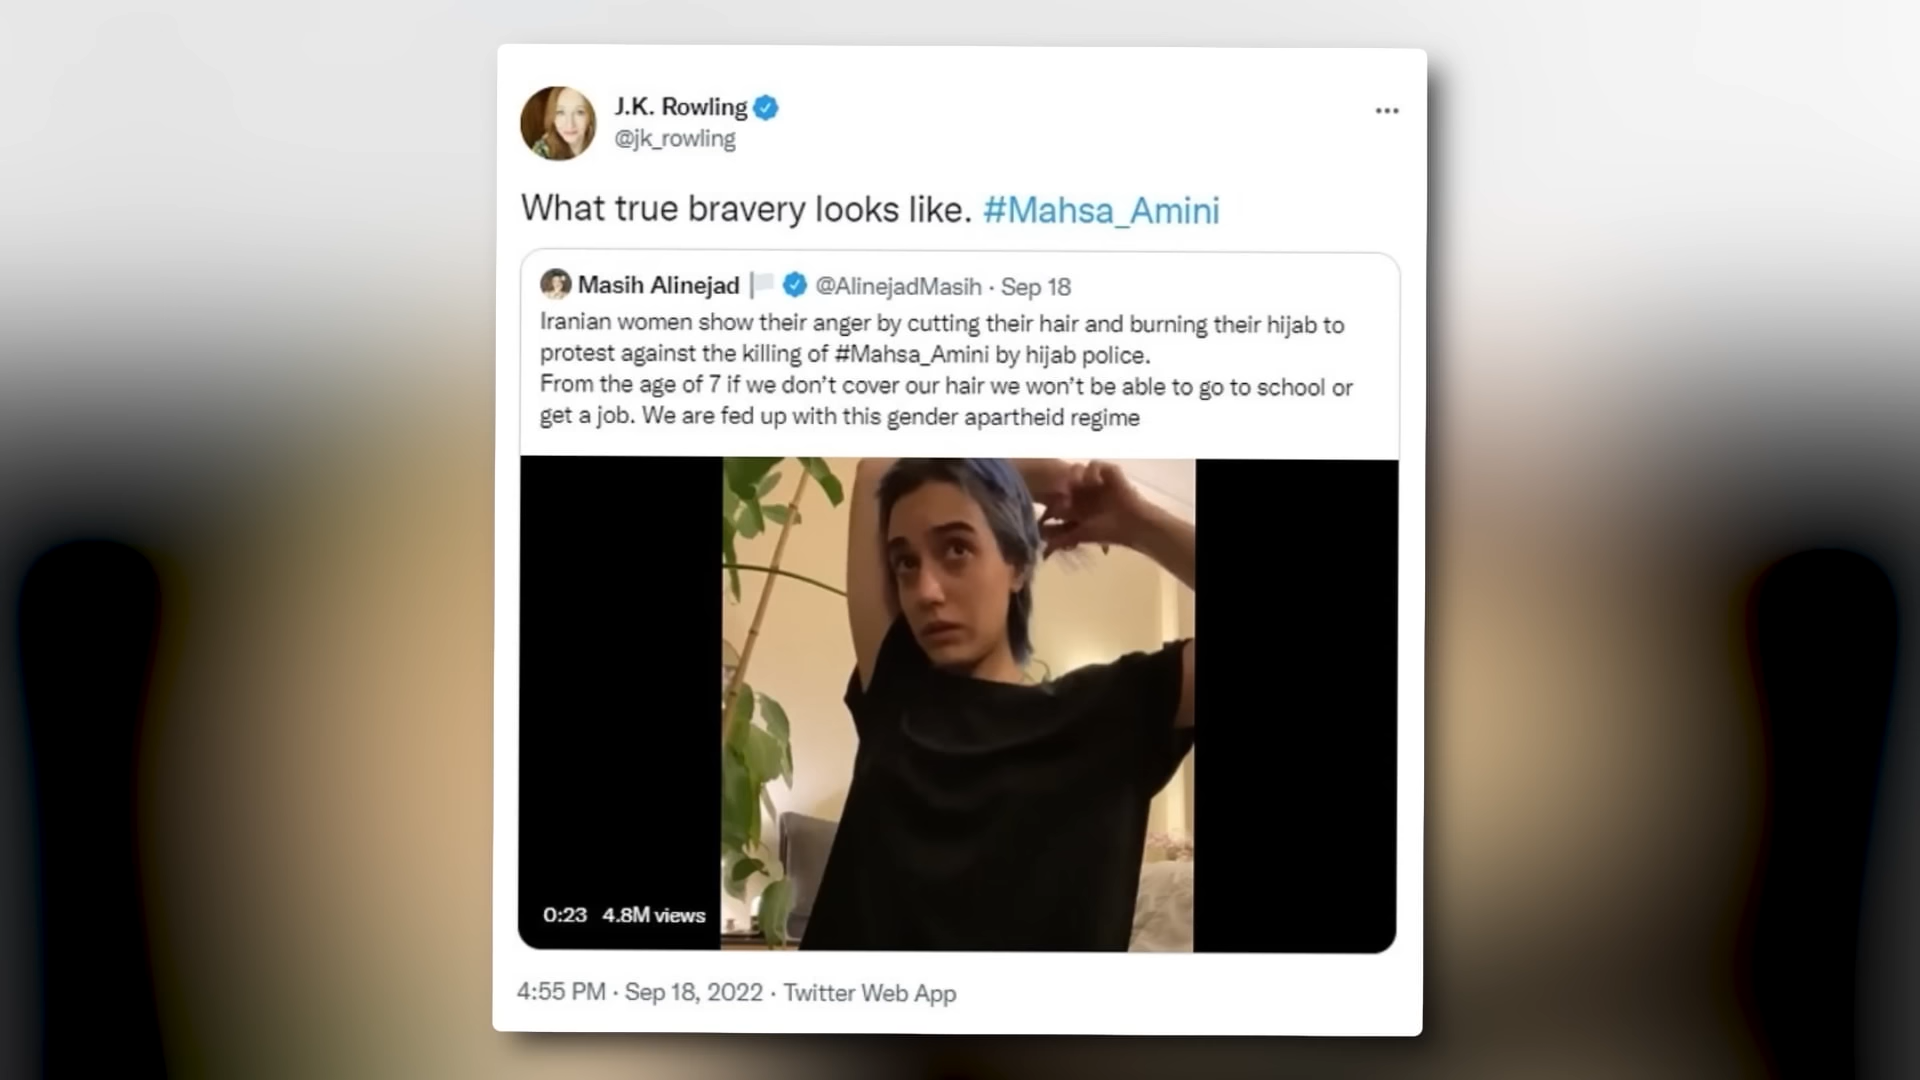 J.K. Rowling
@jk_rowling
What true bravery looks like. #Mahsa_Amini
Masih Alinejad @AlinejadMasih · Sep 18
Iranian women show their anger by cutting their hair and burning their hijab to
protest against the killing of #Mahsa_Amini by hijab police.
From the age of 7 if we don’t cover our hair we won’t be able to go to school or
get a job. We are fed up with this gender apartheid regime
0:23 4.8M views
4:55 PM · Sep 18, 2022 · Twitter Web App